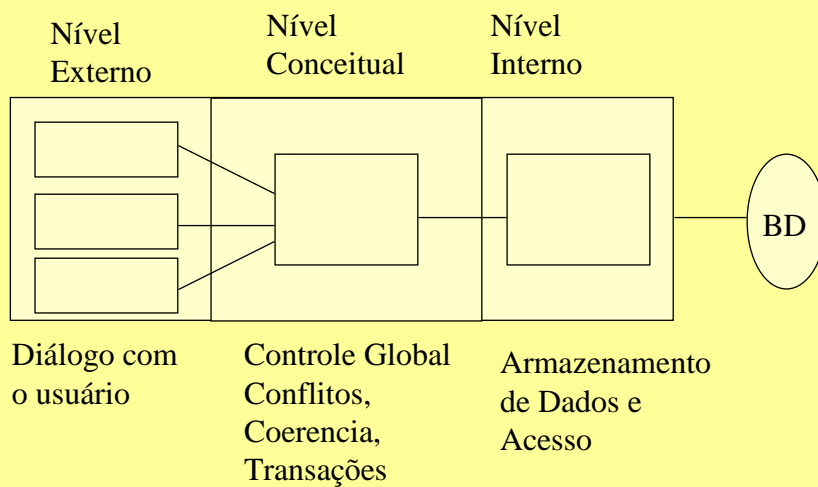 Nível
Externo
Nível
Conceitual
Nível
Interno
BD
Diálogo com
o usuário
Controle Global
Conflitos,
Coerencia,
Transações
Armazenamento
de Dados e
Acesso